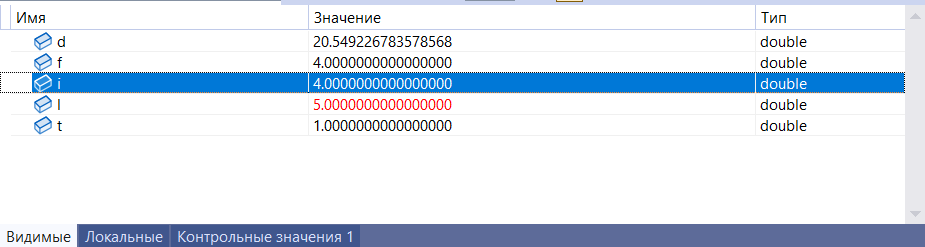 Имя Значение Тип
d 20.549226783578568 double
f 4.0000000000000000 double
i 4.0000000000000000 double
l 5.0000000000000000 double
t 1.0000000000000000 double
Видимые Локальные Контрольные значения 1